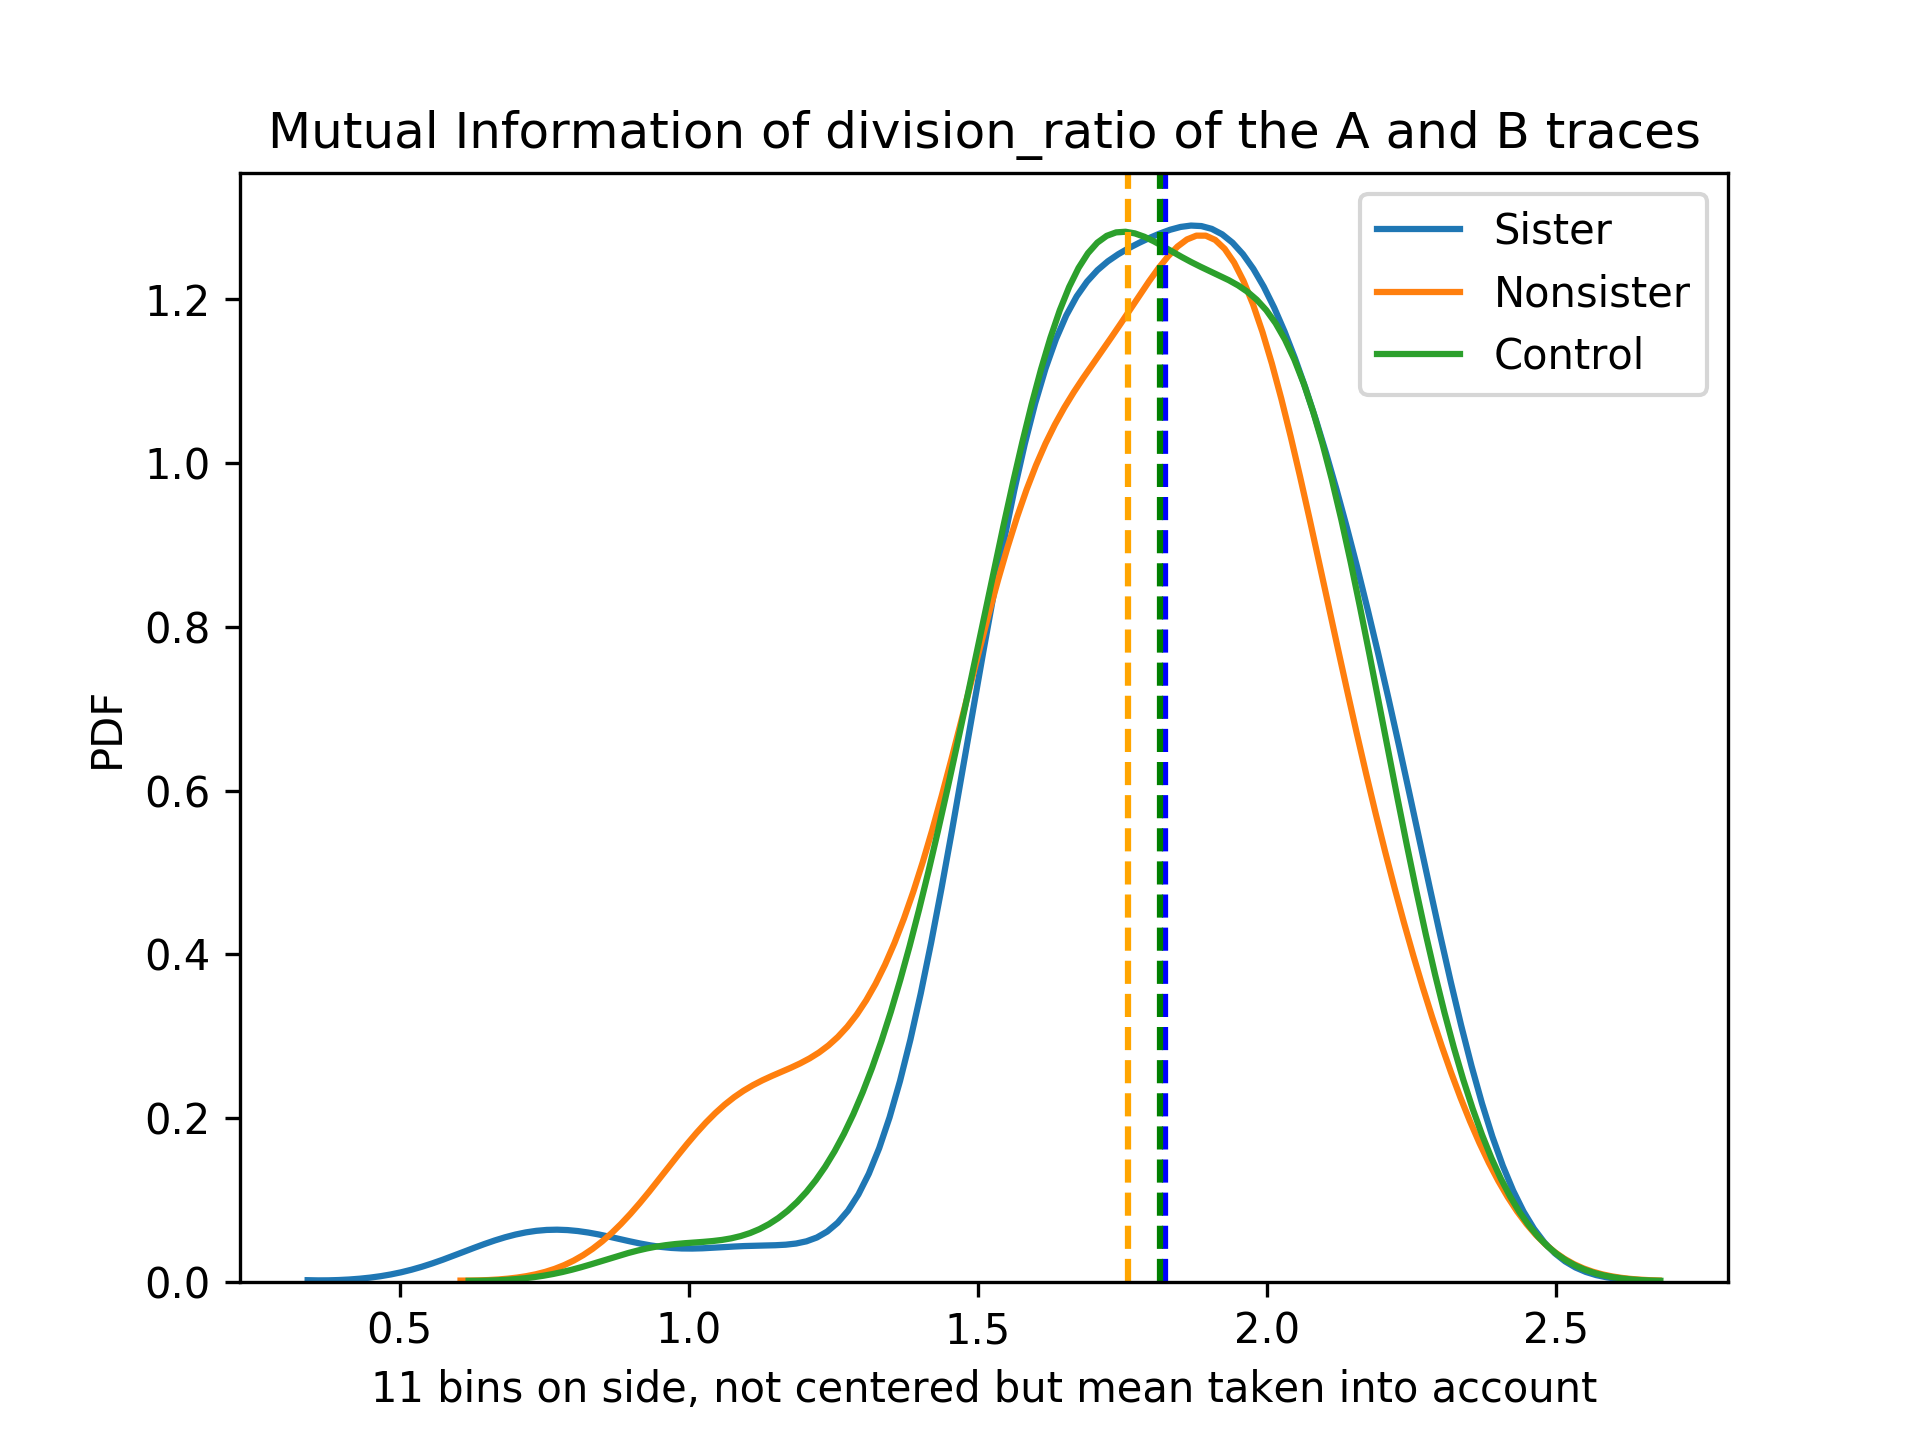 Mutual Information of division_ratio of the A and B traces
Sister
Nonsister
Control
PDF
1.2
1.0
0.8
0.6
0.4
0.2
0.0
0.5 1.0 1.5 2.0 2.5
11 bins on side, not centered but mean taken into account